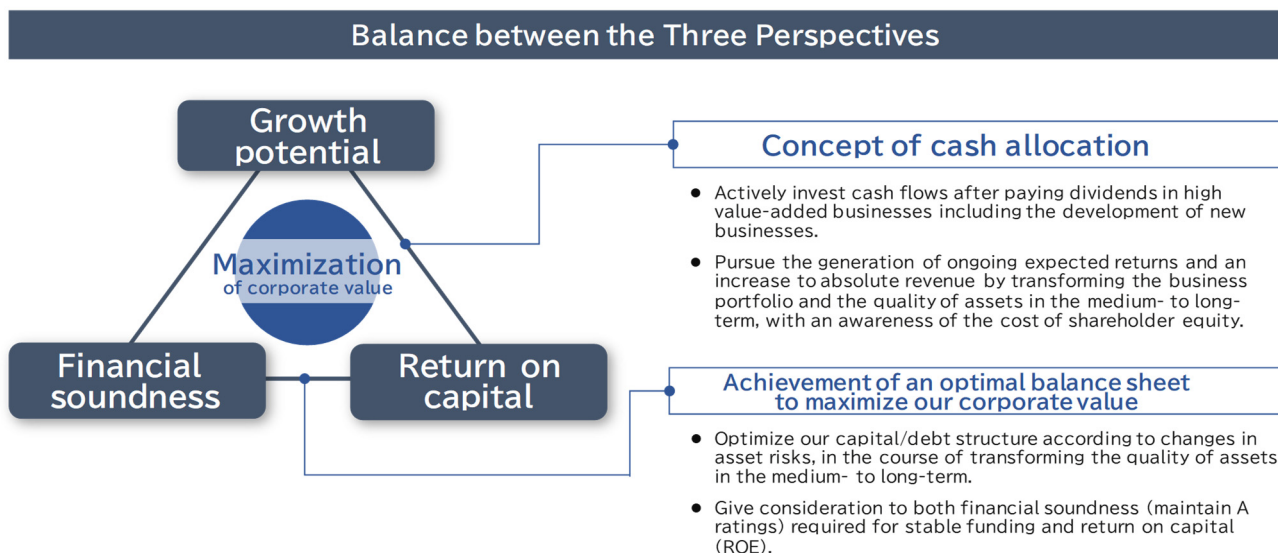 Balance between the Three Perspectives
Growth
potential
Maximization
of corporate value
Financial
soundness
Return on
capital
Concept of cash allocation
● Actively invest cash flows after paying dividends in high
value-added businesses including the development of new
businesses.
● Pursue the generation of ongoing expected returns and an
increase to absolute revenue by transforming the business
portfolio and the quality of assets in the medium- to long-
term, with an awareness of the cost of shareholder equity.
Achievement of an optimal balance sheet
to maximize our corporate value
● Optimize our capital/debt structure according to changes in
asset risks, in the course of transforming the quality of assets
in the medium- to long-term.
● Give consideration to both financial soundness (maintain A
ratings) required for stable funding and return on capital
(ROE).